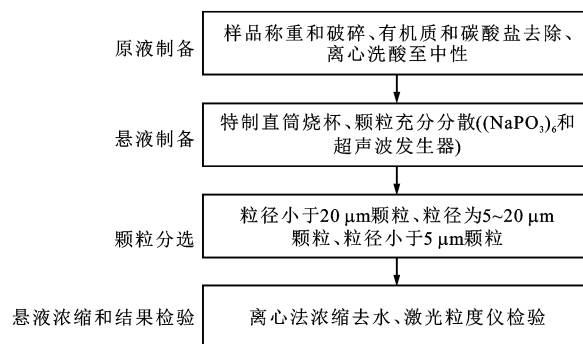 原液制备
样品称重和破碎、有机质和碳酸盐去除、
离心洗酸至中性
悬液制备
特制直筒烧杯、颗粒充分分散((NaPO₃)₆和
超声波发生器)
颗粒分选
粒径小于20 μm颗粒、粒径为5~20 μm
颗粒、粒径小于5 μm颗粒
悬液浓缩和结果检验
离心法浓缩去水、激光粒度仪检验